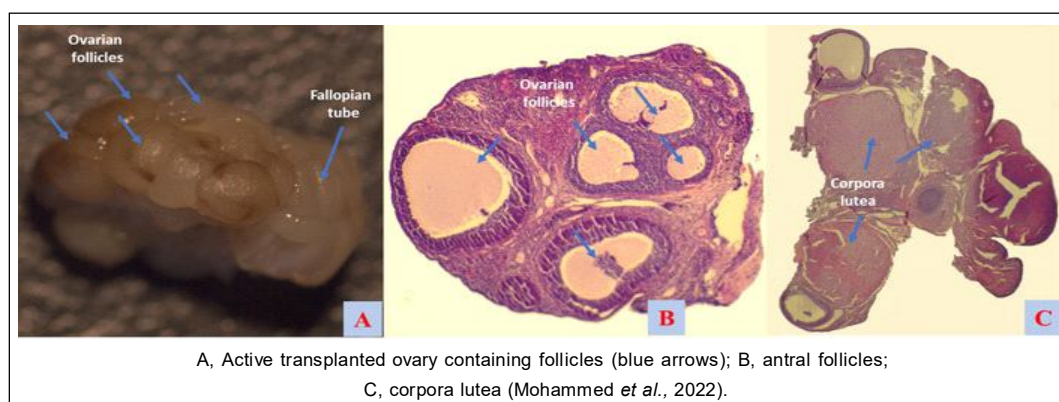 Ovarian
follicles
Fallopian
tube
A
Ovarian
follicles
B
Corpora
lutea
C
A, Active transplanted ovary containing follicles (blue arrows); B, antral follicles;
C, corpora lutea (Mohammed et al., 2022).